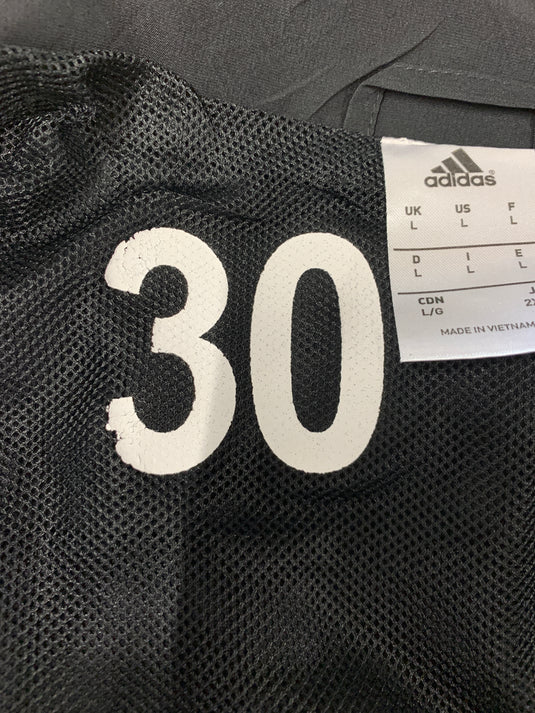 30
adidas
UK US F
L L L
D I E
L L L
CDN J
L/G
MADE IN VIETNAM